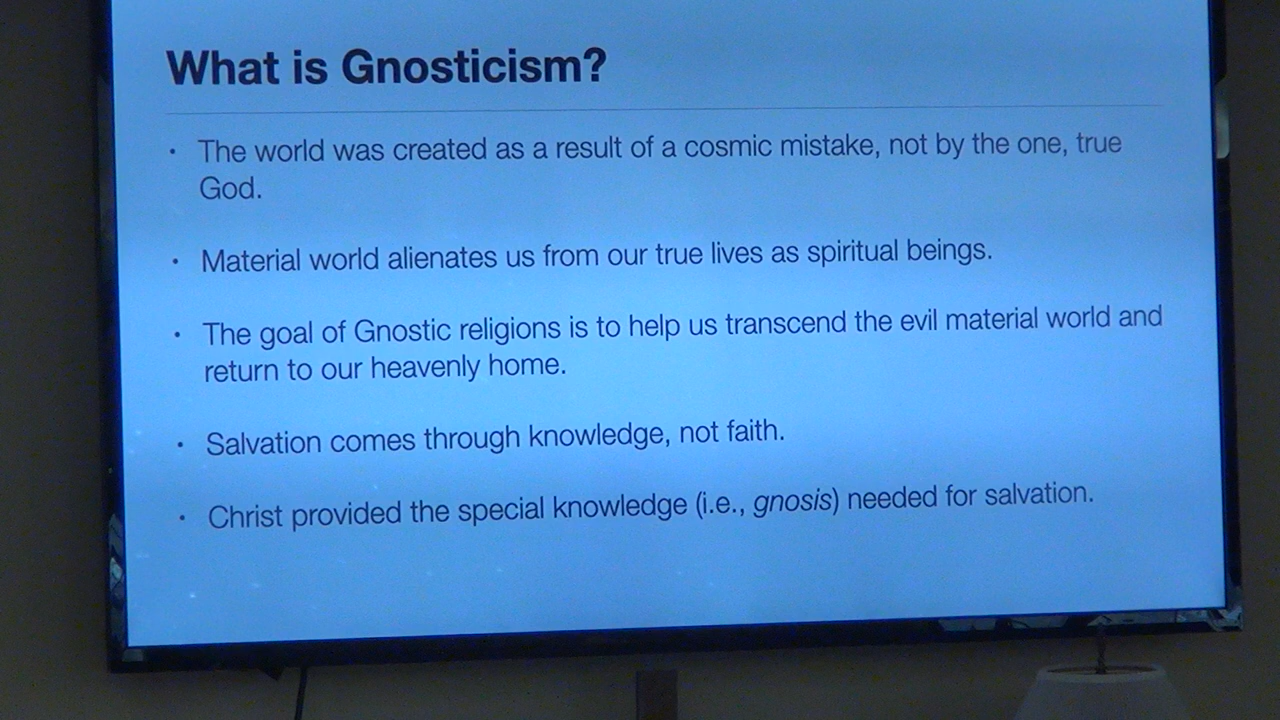 What is Gnosticism?
• The world was created as a result of a cosmic mistake, not by the one, true
God.
• Material world alienates us from our true lives as spiritual beings.
• The goal of Gnostic religions is to help us transcend the evil material world and
return to our heavenly home.
• Salvation comes through knowledge, not faith.
• Christ provided the special knowledge (i.e., gnosis) needed for salvation.